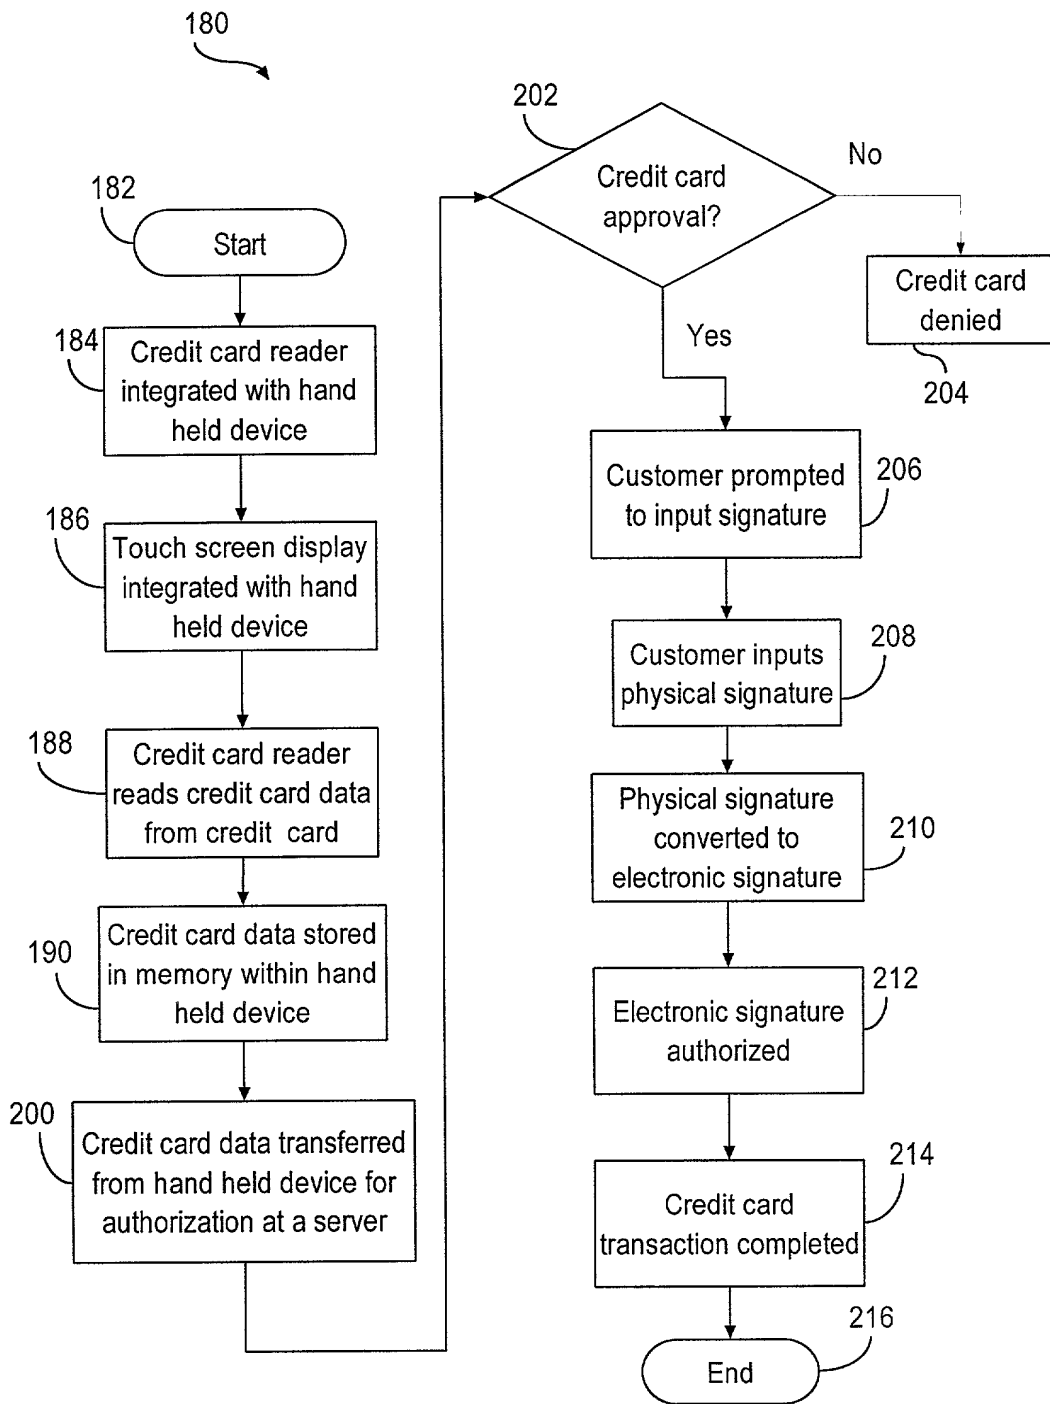 180
182
Start
184
Credit card reader
integrated with hand
held device
186
Touch screen display
integrated with hand
held device
188
Credit card reader
reads credit card data
from credit card
190
Credit card data stored
in memory within hand
held device
200
Credit card data transferred
from hand held device for
authorization at a server
202
Credit card
approval?
No
Credit card
denied
204
Yes
Customer prompted
to input signature
206
Customer inputs
physical signature
208
Physical signature
converted to
electronic signature
210
Electronic signature
authorized
212
Credit card
transaction completed
214
End
216